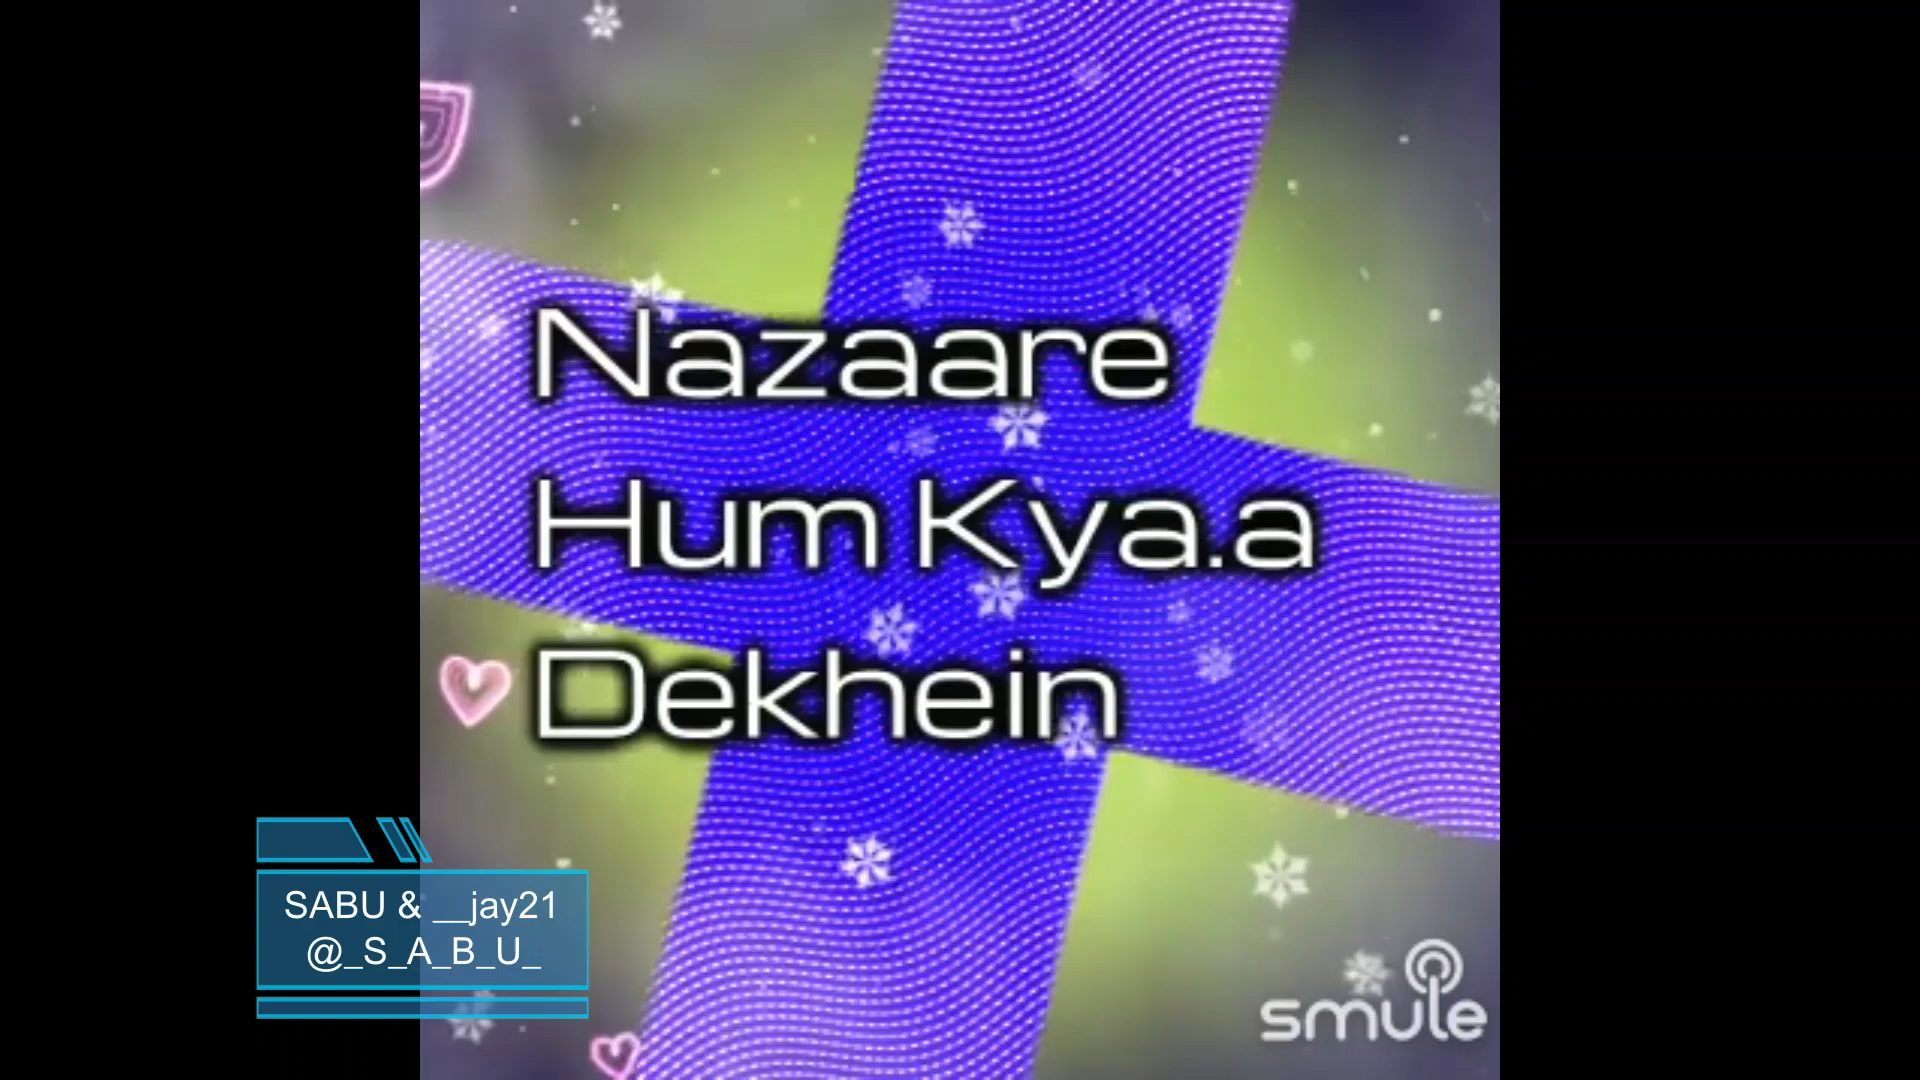 Nazaare
Hum Kya.a
Dekhein
SABU & __jay21
@_S_A_B_U_
smule